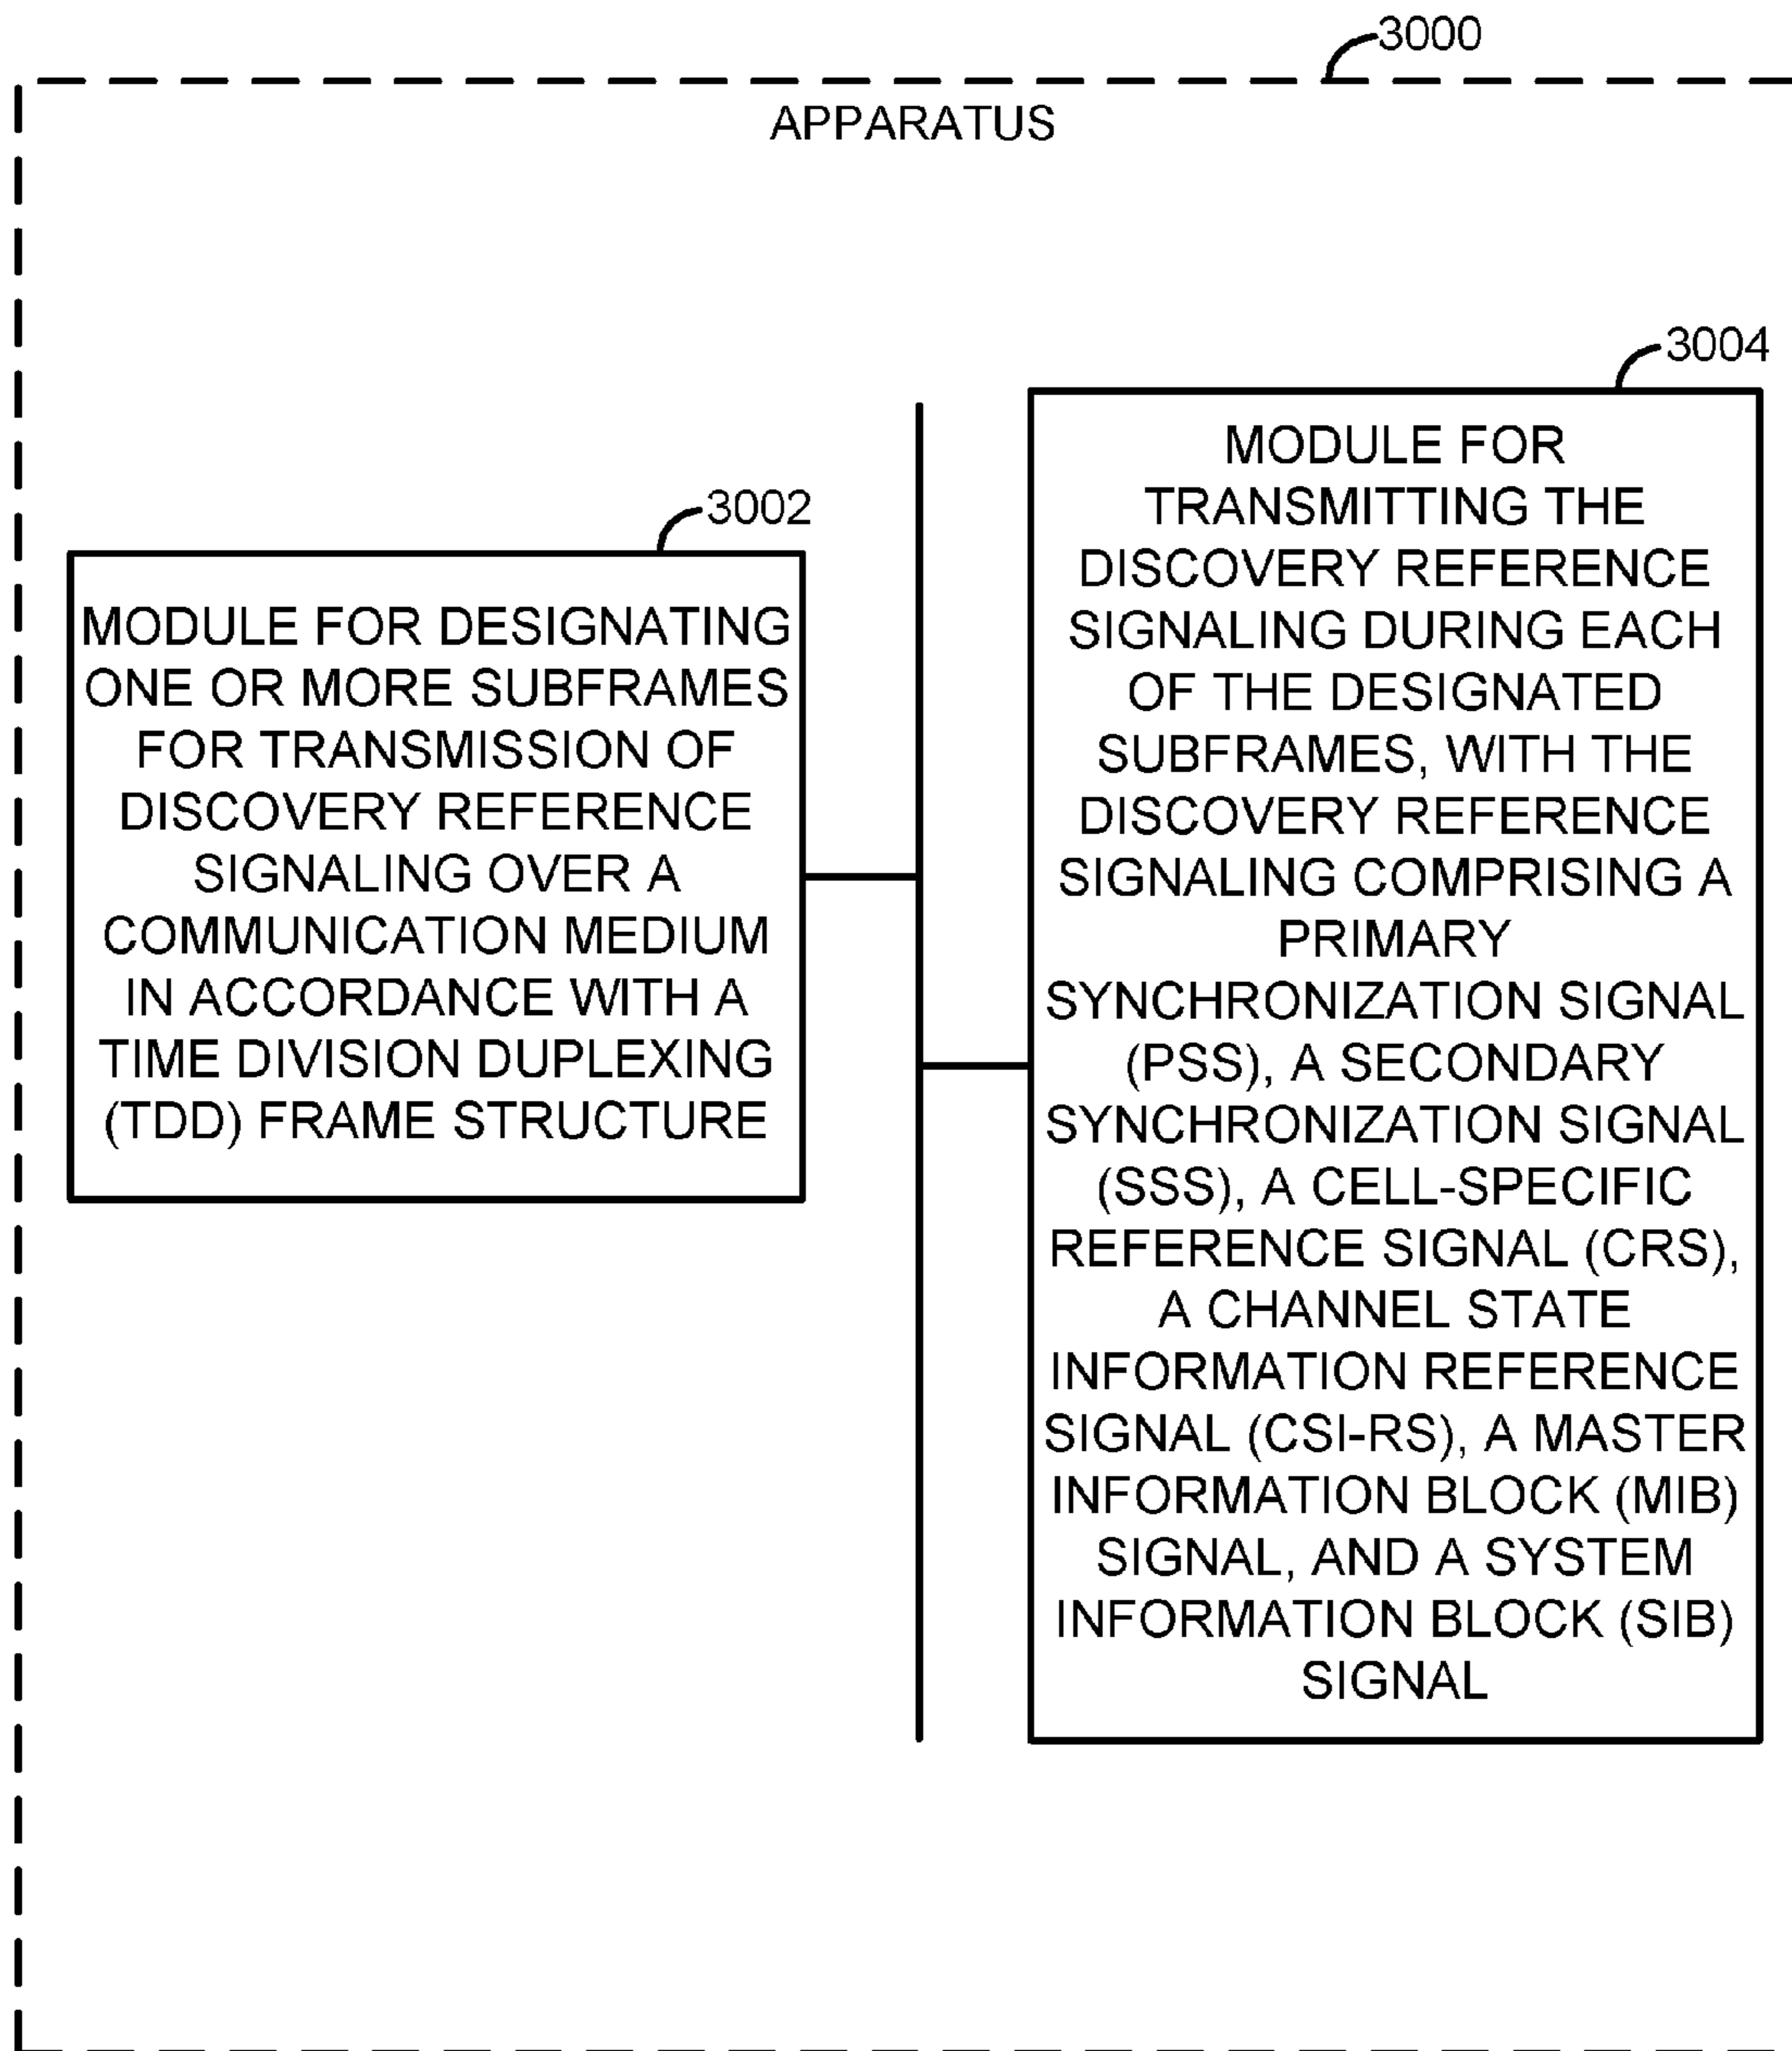 3000
APPARATUS
3004
3002
MODULE FOR DESIGNATING
ONE OR MORE SUBFRAMES
FOR TRANSMISSION OF
DISCOVERY REFERENCE
SIGNALING OVER A
COMMUNICATION MEDIUM
IN ACCORDANCE WITH A
TIME DIVISION DUPLEXING
(TDD) FRAME STRUCTURE
MODULE FOR
TRANSMITTING THE
DISCOVERY REFERENCE
SIGNALING DURING EACH
OF THE DESIGNATED
SUBFRAMES, WITH THE
DISCOVERY REFERENCE
SIGNALING COMPRISING A
PRIMARY
SYNCHRONIZATION SIGNAL
(PSS), A SECONDARY
SYNCHRONIZATION SIGNAL
(SSS), A CELL-SPECIFIC
REFERENCE SIGNAL (CRS),
A CHANNEL STATE
INFORMATION REFERENCE
SIGNAL (CSI-RS), A MASTER
INFORMATION BLOCK (MIB)
SIGNAL, AND A SYSTEM
INFORMATION BLOCK (SIB)
SIGNAL